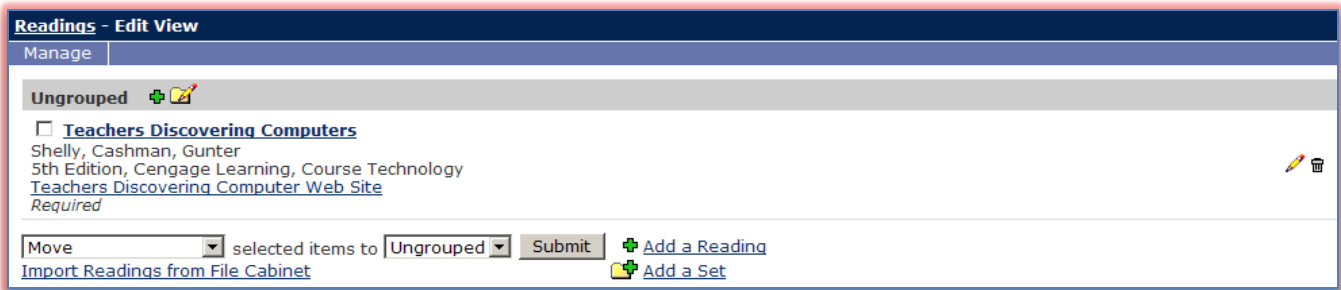 Readings - Edit View
Manage
Ungrouped
Teachers Discovering Computers
Shelly, Cashman, Gunter
5th Edition, Cengage Learning, Course Technology
Teachers Discovering Computer Web Site
Required
Move selected items to Ungrouped Submit Add a Reading
Import Readings from File Cabinet Add a Set